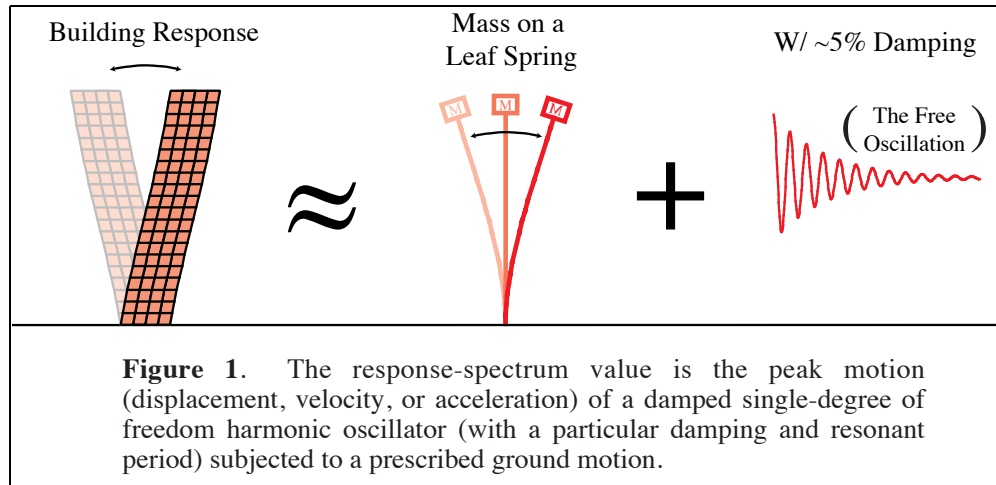 Building Response
Mass on a
Leaf Spring
W/ ~5% Damping
M M M
(The Free
Oscillation)
≈
+
Figure 1. The response-spectrum value is the peak motion
(displacement, velocity, or acceleration) of a damped single-degree of
freedom harmonic oscillator (with a particular damping and resonant
period) subjected to a prescribed ground motion.